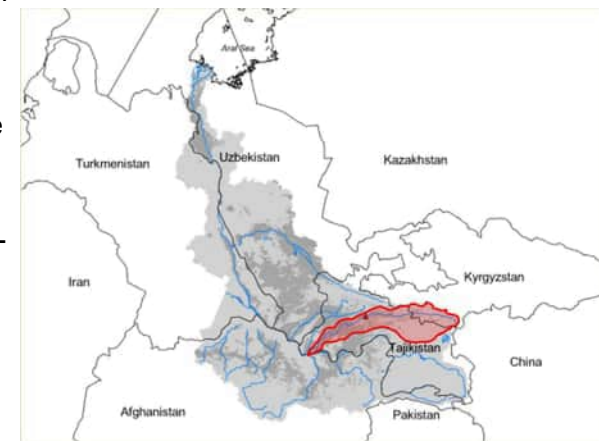 Aral Sea
Turkmenistan
Uzbekistan
Kazakhstan
Iran
Kyrgyzstan
Tajikistan
China
Afghanistan
Pakistan